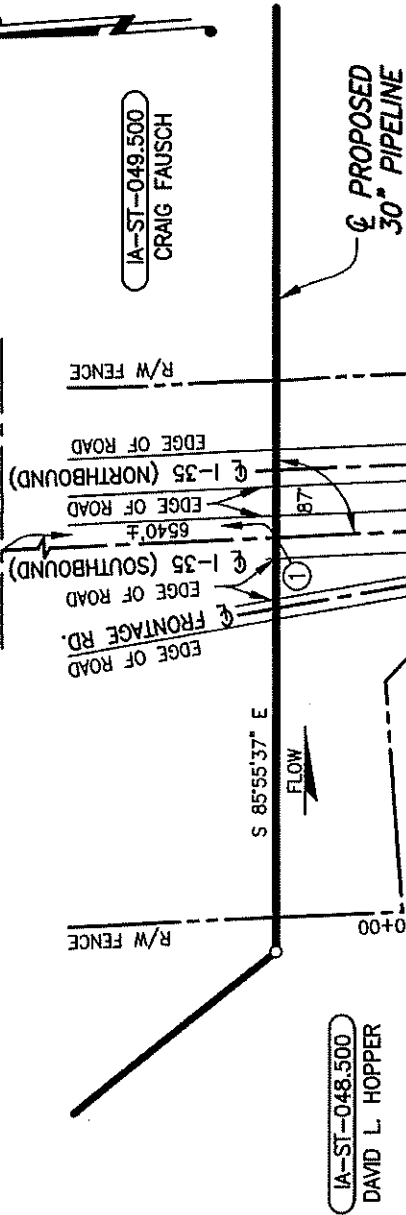 IA-ST-049.500
CRAIG FAUSCH
℄ PROPOSED
30" PIPELINE
R/W FENCE
EDGE OF ROAD
℄ I-35 (NORTHBOUND)
EDGE OF ROAD
6540'±
℄ I-35 (SOUTHBOUND)
EDGE OF ROAD
℄ FRONTAGE RD.
EDGE OF ROAD
87°
1
S 85°55'37" E
FLOW
R/W FENCE
0+00
IA-ST-048.500
DAVID L. HOPPER